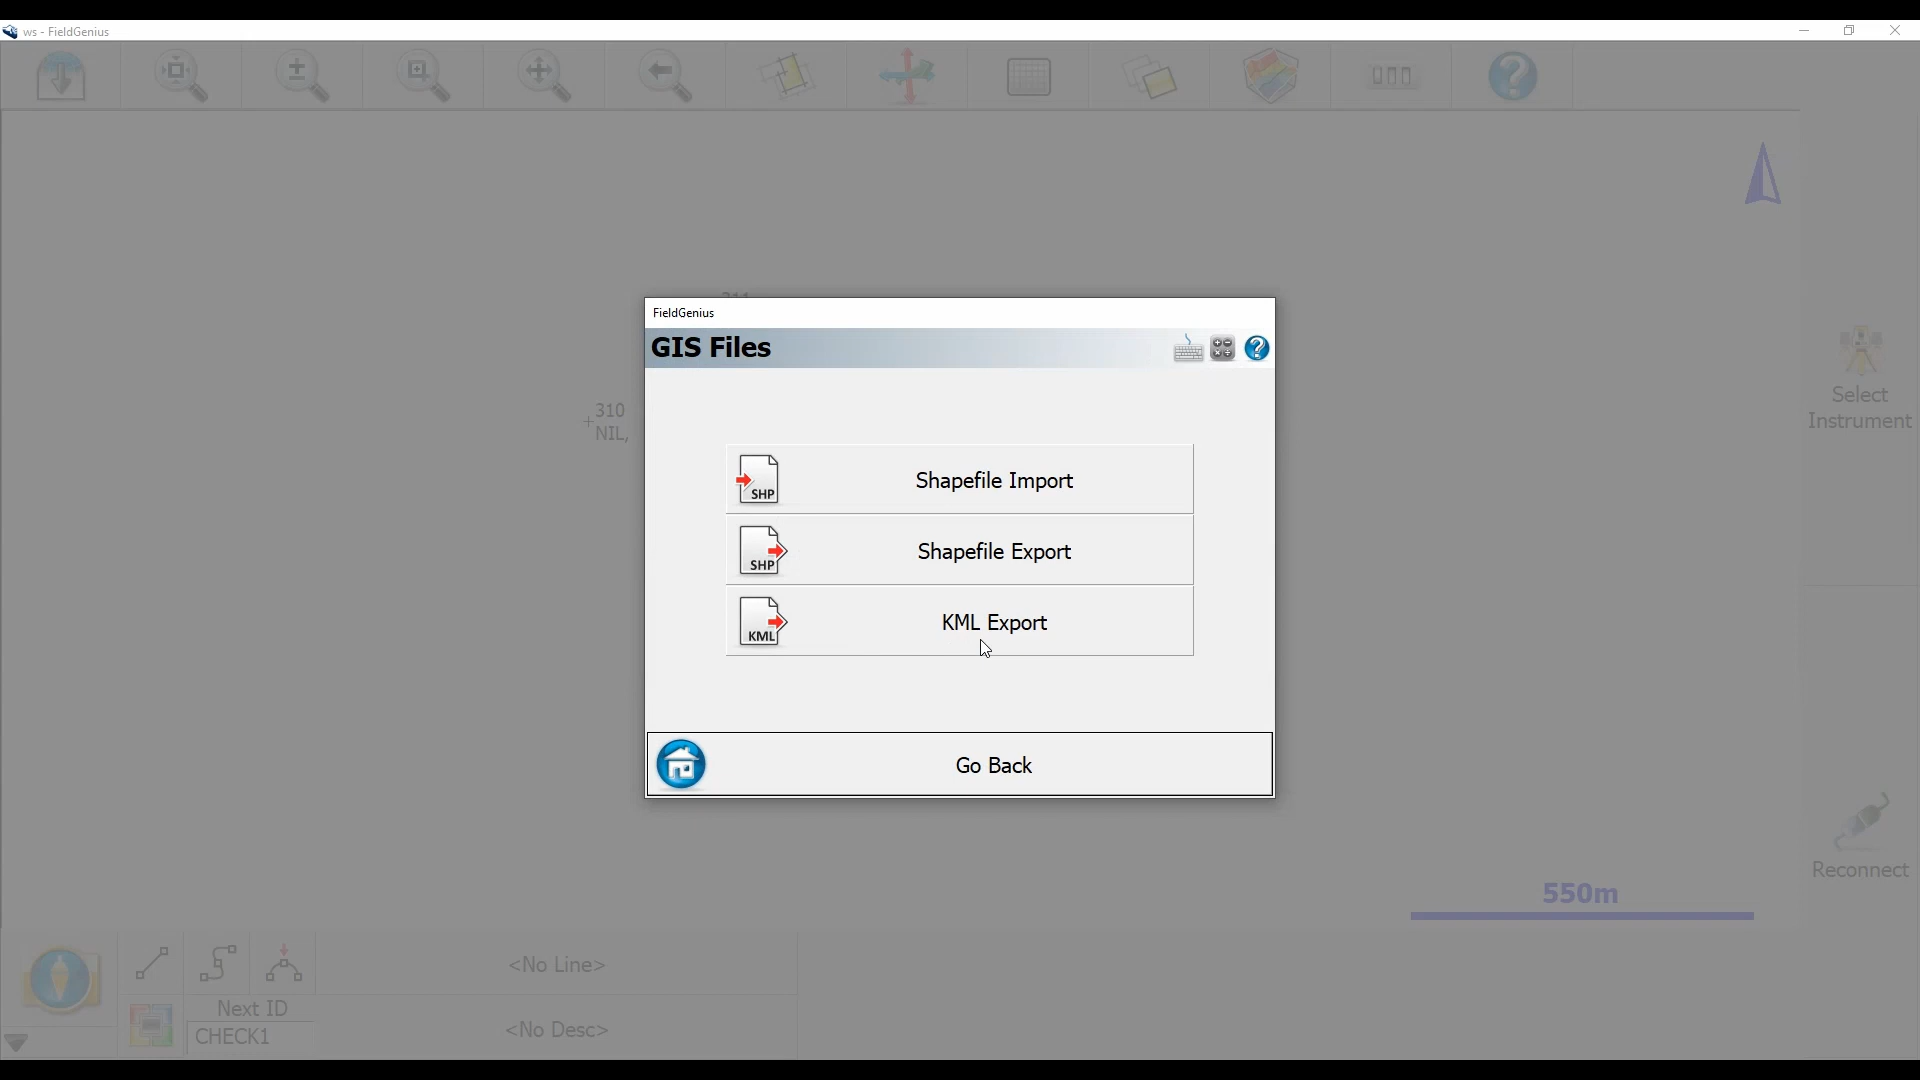 ws - FieldGenius
FieldGenius
GIS Files
310
NIL,
SHP
Shapefile Import
SHP
Shapefile Export
KML
KML Export
Go Back
Select
Instrument
Reconnect
550m
<No Line>
Next ID
CHECK1
<No Desc>